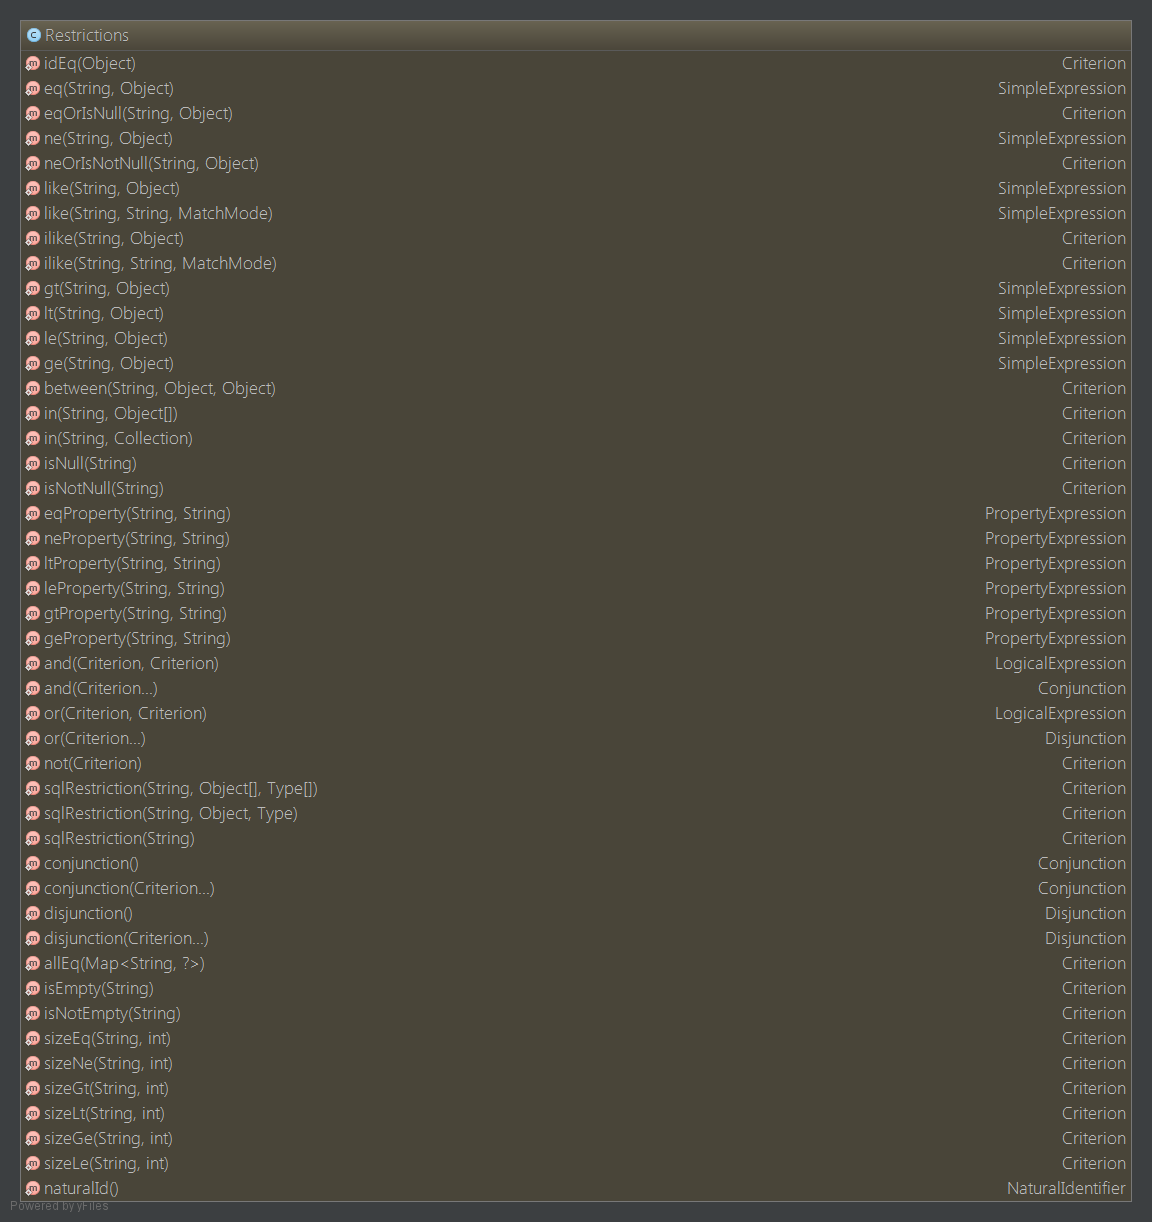 Restrictions
idEq(Object) Criterion
eq(String, Object) SimpleExpression
eqOrIsNull(String, Object) Criterion
ne(String, Object) SimpleExpression
neOrIsNotNull(String, Object) Criterion
like(String, Object) SimpleExpression
like(String, String, MatchMode) SimpleExpression
ilike(String, Object) Criterion
ilike(String, String, MatchMode) Criterion
gt(String, Object) SimpleExpression
lt(String, Object) SimpleExpression
le(String, Object) SimpleExpression
ge(String, Object) SimpleExpression
between(String, Object, Object) Criterion
in(String, Object[]) Criterion
in(String, Collection) Criterion
isNull(String) Criterion
isNotNull(String) Criterion
eqProperty(String, String) PropertyExpression
neProperty(String, String) PropertyExpression
ltProperty(String, String) PropertyExpression
leProperty(String, String) PropertyExpression
gtProperty(String, String) PropertyExpression
geProperty(String, String) PropertyExpression
and(Criterion, Criterion) LogicalExpression
and(Criterion...) Conjunction
or(Criterion, Criterion) LogicalExpression
or(Criterion...) Disjunction
not(Criterion) Criterion
sqlRestriction(String, Object[], Type[]) Criterion
sqlRestriction(String, Object, Type) Criterion
sqlRestriction(String) Criterion
conjunction() Conjunction
conjunction(Criterion...) Conjunction
disjunction() Disjunction
disjunction(Criterion...) Disjunction
allEq(Map<String, ?>) Criterion
isEmpty(String) Criterion
isNotEmpty(String) Criterion
sizeEq(String, int) Criterion
sizeNe(String, int) Criterion
sizeGt(String, int) Criterion
sizeLt(String, int) Criterion
sizeGe(String, int) Criterion
sizeLe(String, int) Criterion
naturalId() NaturalIdentifier
Powered by yFiles